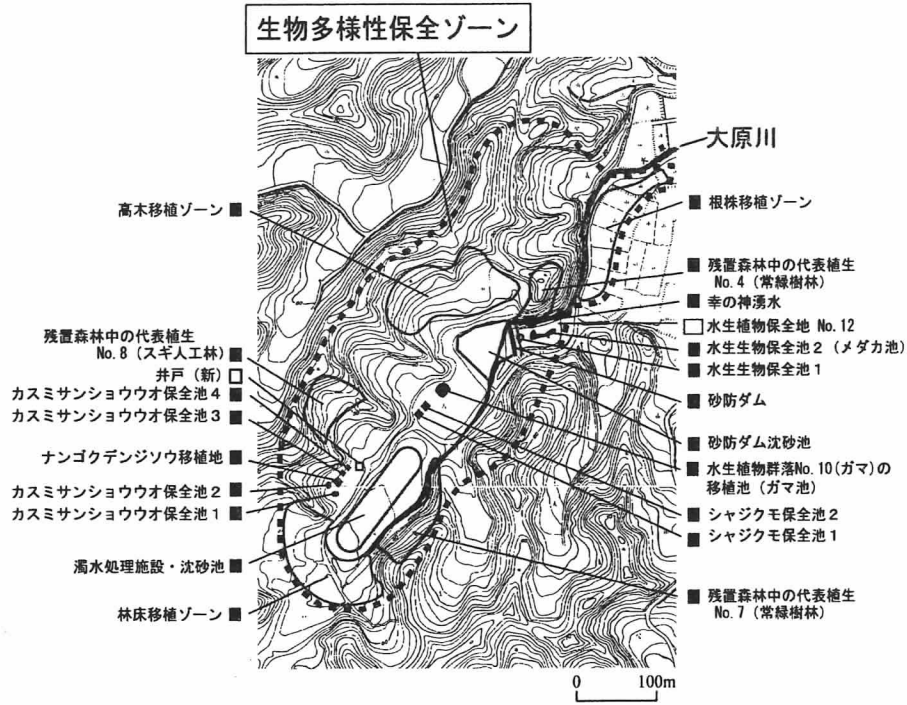 生物多様性保全ゾーン
大原川
高木移植ゾーン■
残置森林中の代表植生
No.8（スギ人工林）■
井戸（新）□
カスミサンショウウオ保全池4■
カスミサンショウウオ保全池3■
ナンゴクデンジソウ移植地■
カスミサンショウウオ保全池2■
カスミサンショウウオ保全池1■
濁水処理施設・沈砂池■
林床移植ゾーン■
■根株移植ゾーン
■残置森林中の代表植生
No.4（常緑樹林）
■幸の神湧水
□水生植物保全地 No.12
■水生生物保全池2（メダカ池）
■水生生物保全池1
■砂防ダム
■砂防ダム沈砂池
■水生植物群落No.10(ガマ)の
移植池（ガマ池）
■シャジクモ保全池2
■シャジクモ保全池1
■残置森林中の代表植生
No.7（常緑樹林）
0 100m